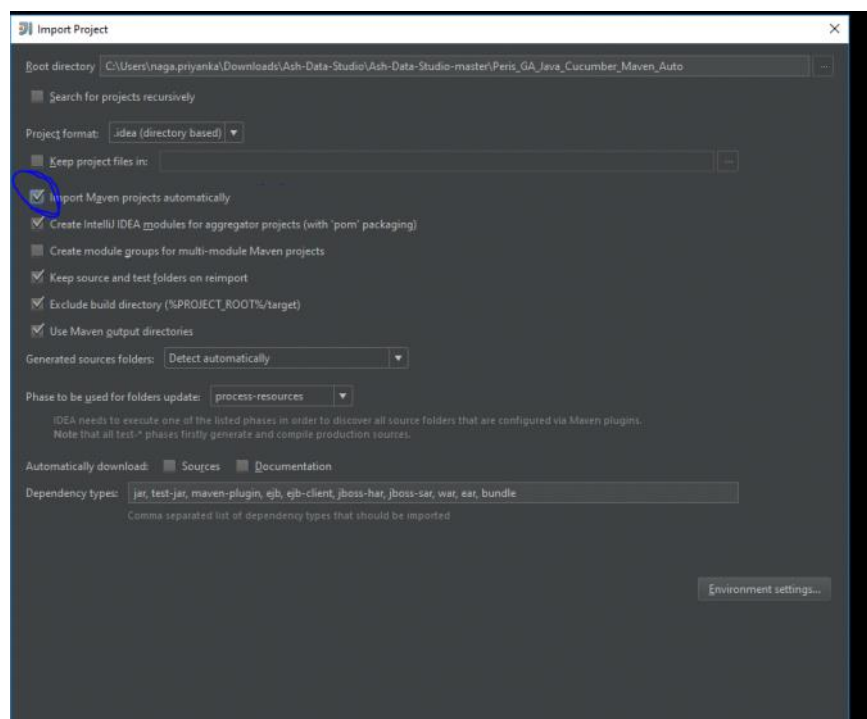 Import Project
Root directory C:\Users\naga.priyanka\Downloads\Ash-Data-Studio\Ash-Data-Studio-master\Peris_GA_Java_Cucumber_Maven_Auto ...
Search for projects recursively
Project format: .idea (directory based)
Keep project files in: ...
Import Maven projects automatically
Create IntelliJ IDEA modules for aggregator projects (with 'pom' packaging)
Create module groups for multi-module Maven projects
Keep source and test folders on reimport
Exclude build directory (%PROJECT_ROOT%/target)
Use Maven output directories
Generated sources folders: Detect automatically
Phase to be used for folders update: process-resources
IDEA needs to execute one of the listed phases in order to discover all source folders that are configured via Maven plugins.
Note that all test-* phases firstly generate and compile production sources.
Automatically download: Sources Documentation
Dependency types: jar, test-jar, maven-plugin, ejb, ejb-client, jboss-har, jboss-sar, war, ear, bundle
Comma separated list of dependency types that should be imported
Environment settings...